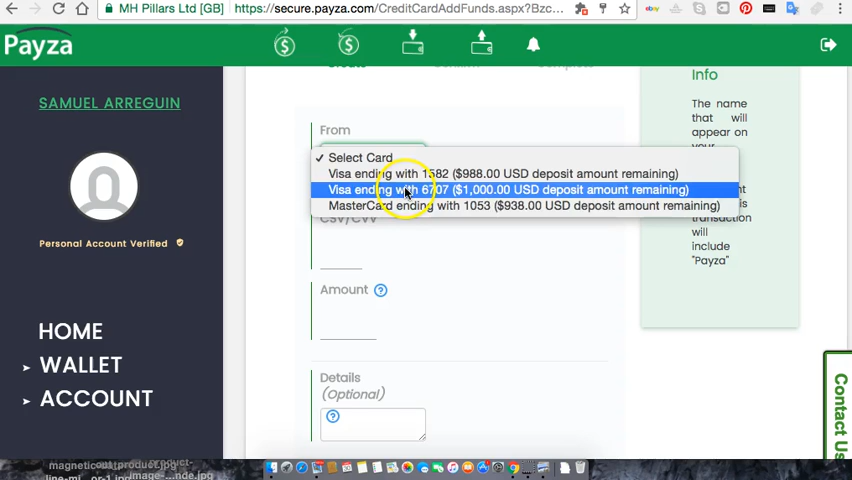 MH Pillars Ltd [GB]
https://secure.payza.com/CreditCardAddFunds.aspx?Bzc...
ebay
Payza
SAMUEL ARREGUIN
Personal Account Verified
HOME
WALLET
ACCOUNT
From
✓ Select Card
Visa ending with 1582 ($988.00 USD deposit amount remaining)
Visa ending with 6707 ($1,000.00 USD deposit amount remaining)
MasterCard ending with 1053 ($938.00 USD deposit amount remaining)
CSV/CVV
Amount ?
Details
(Optional)
?
Info
The name
that will
appear on
your
transaction
will
include
"Payza"
Contact Us